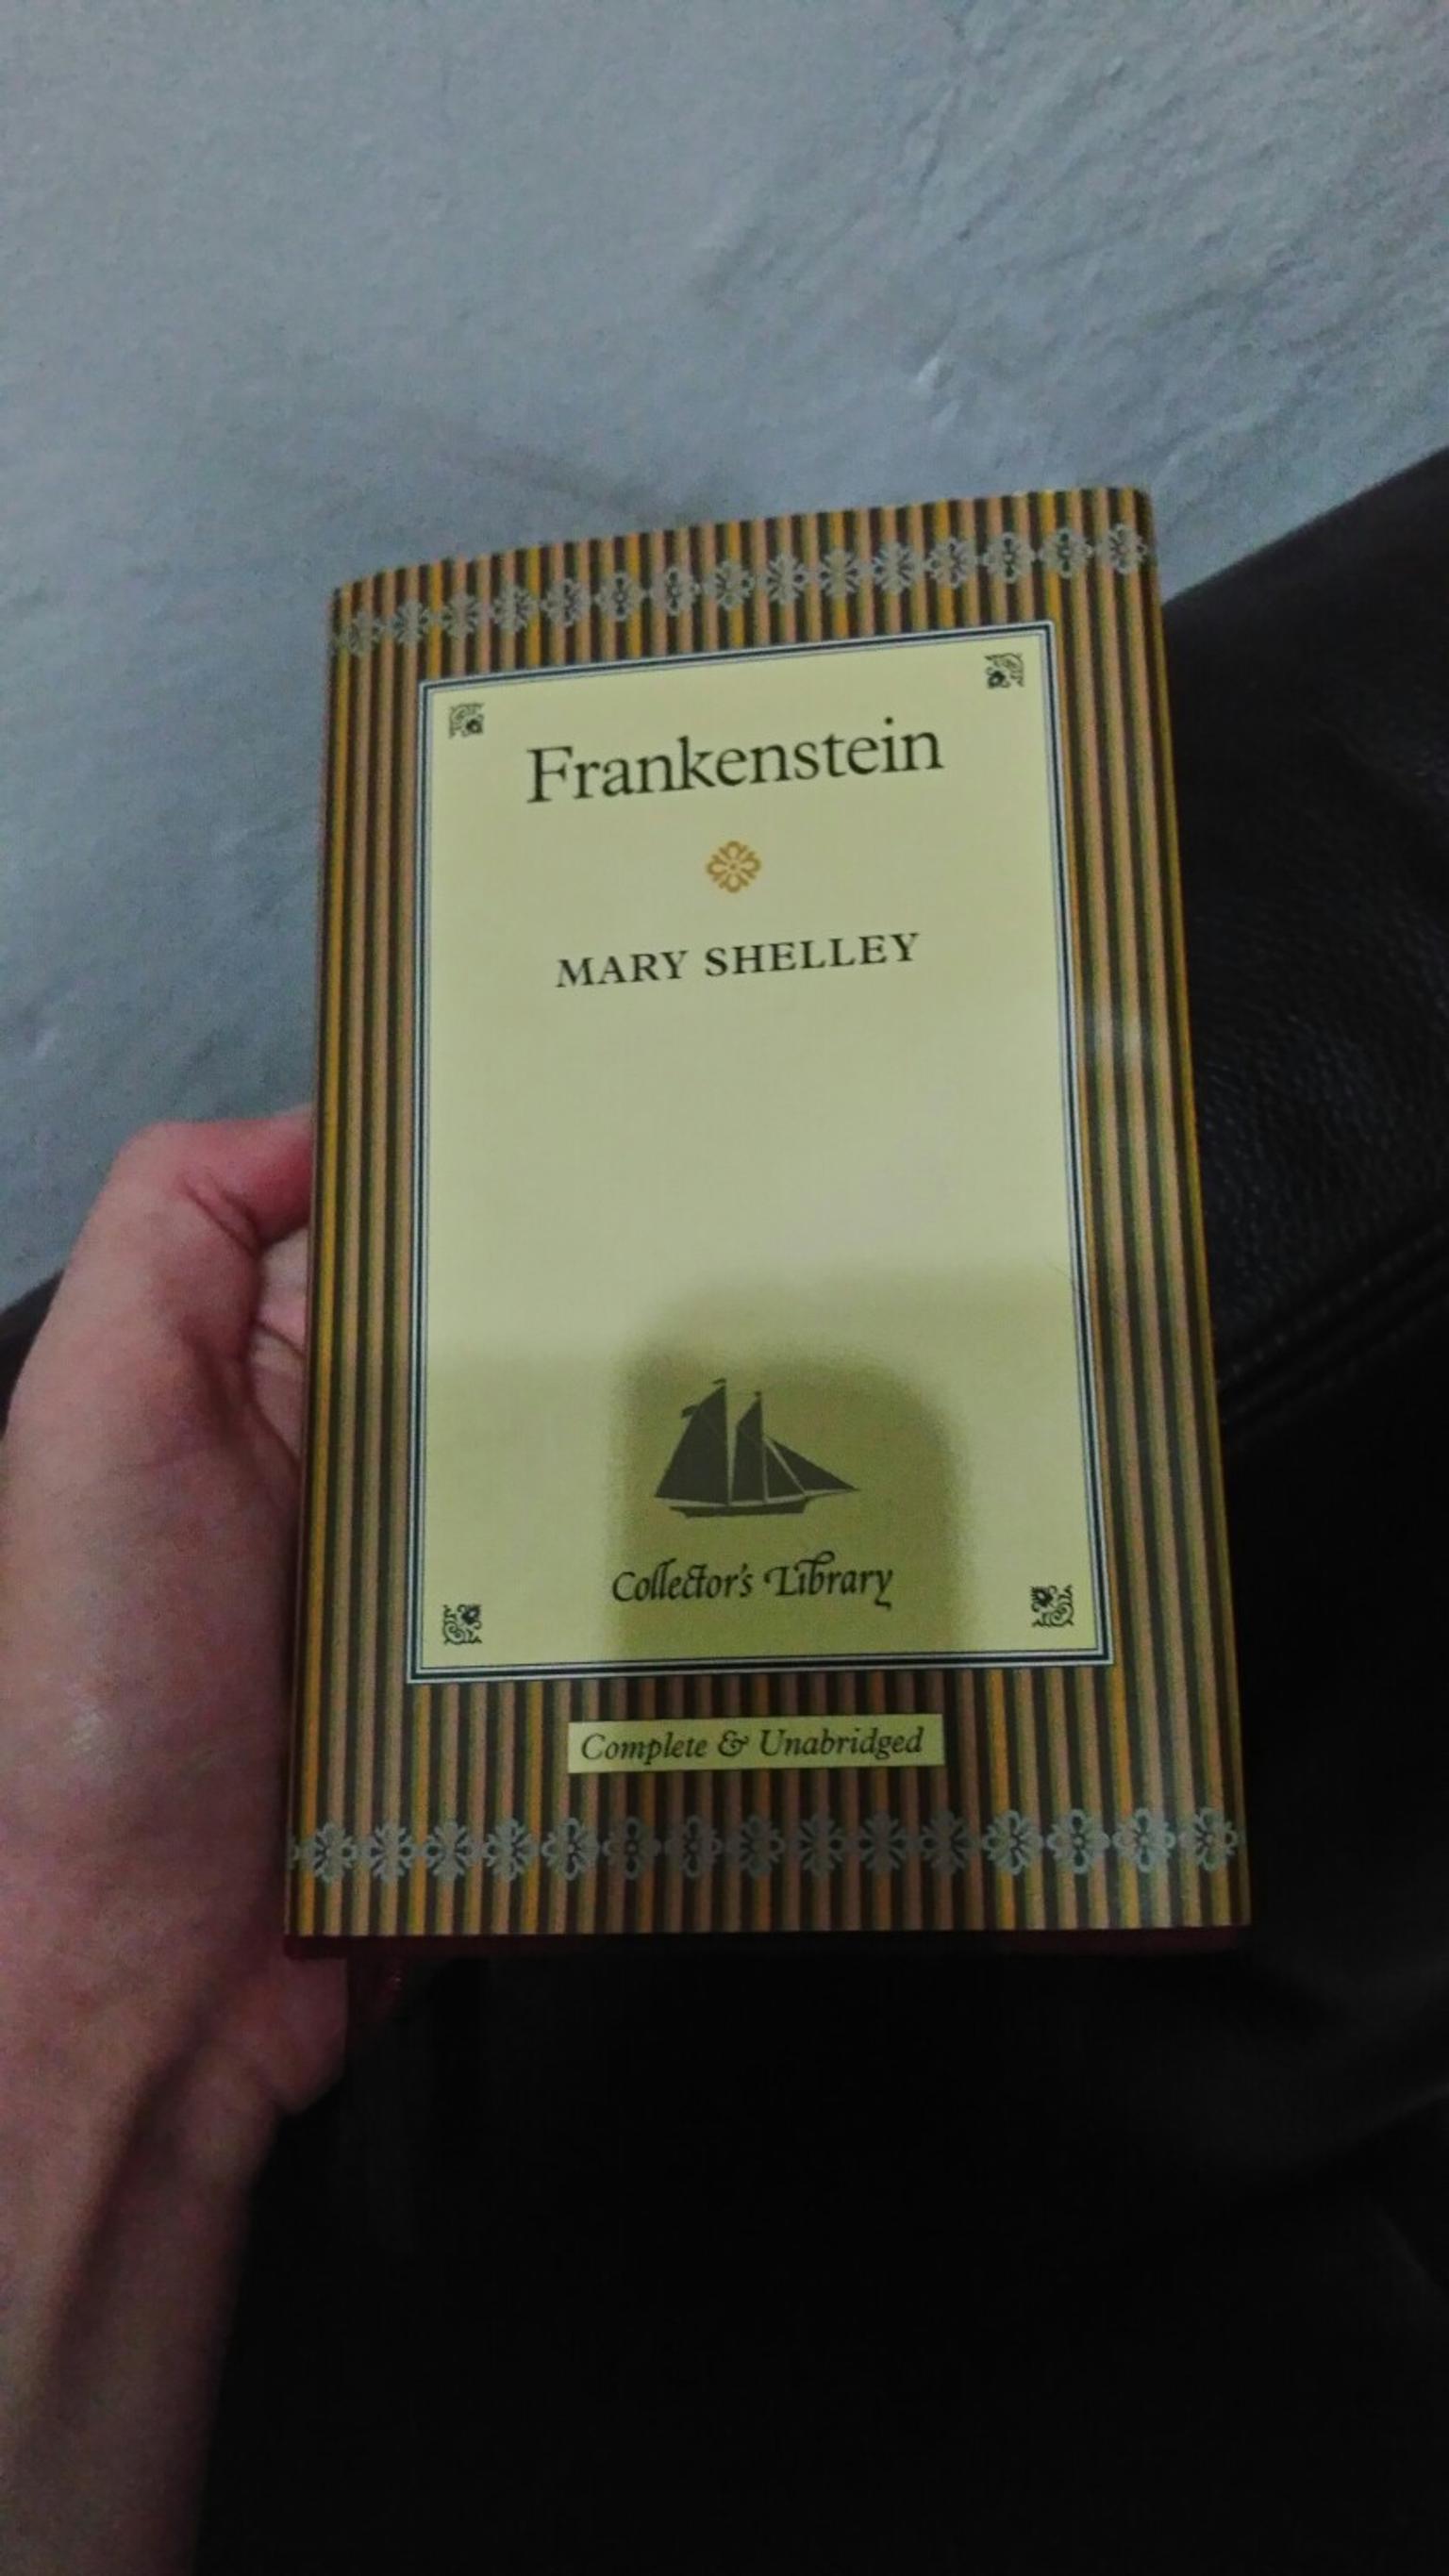 Frankenstein
MARY SHELLEY
Collector's Library
Complete & Unabridged